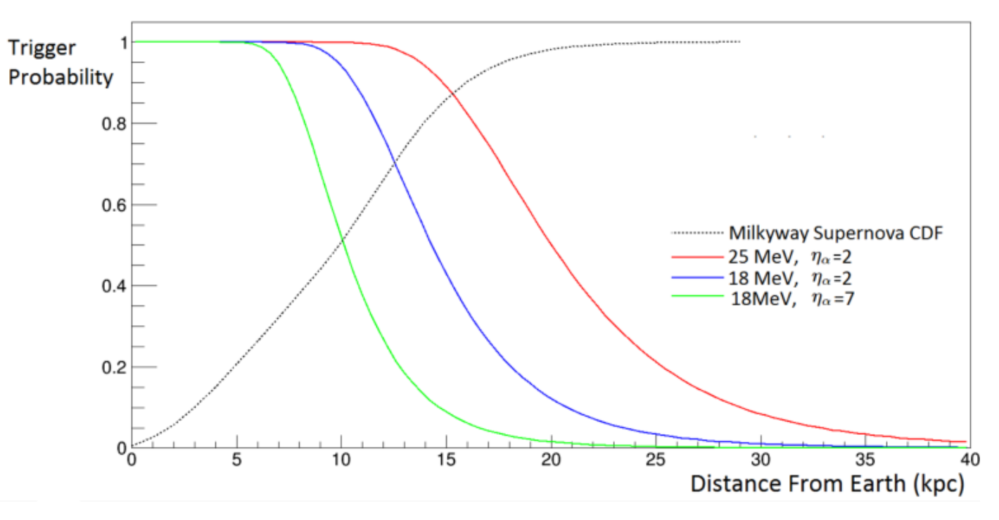 Trigger
Probability
1
0.8
0.6
0.4
0.2
0
0 5 10 15 20 25 30 35 40
Milkyway Supernova CDF
25 MeV, ηα=2
18 MeV, ηα=2
18MeV, ηα=7
Distance From Earth (kpc)